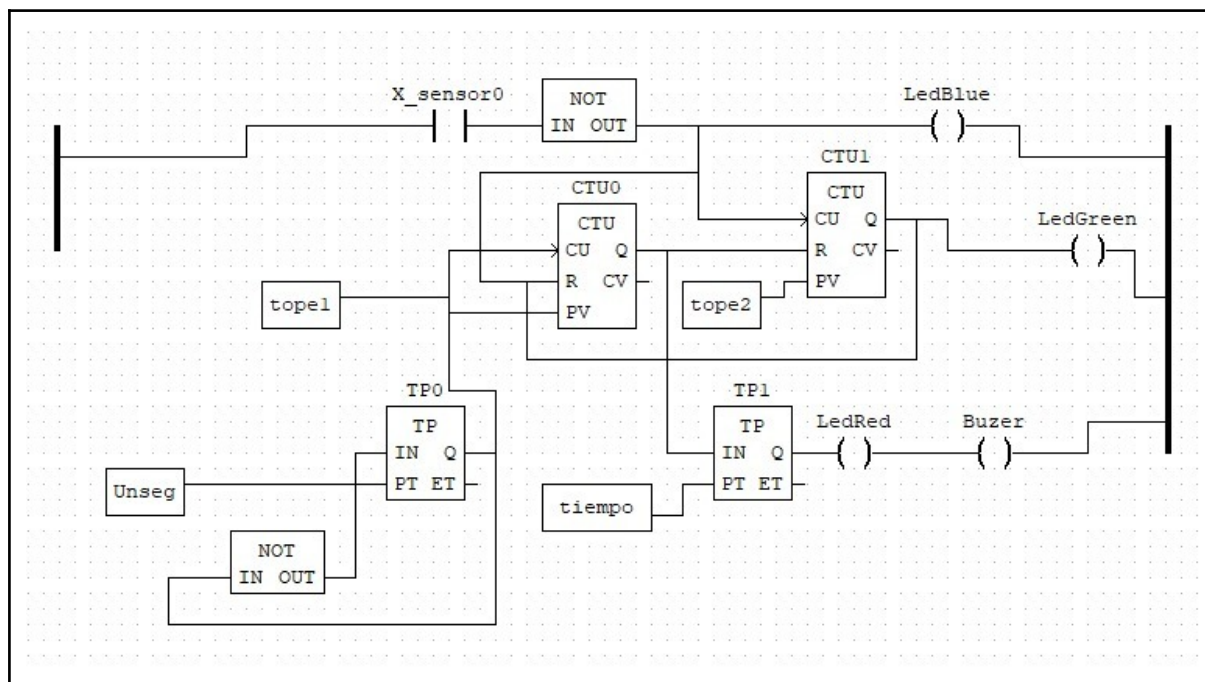 X_sensor0
NOT
IN OUT
LedBlue
CTU1
CTU
CU Q
R CV
PV
CTU0
CTU
CU Q
R CV
PV
LedGreen
tope1
tope2
TP0
TP
IN Q
PT ET
TP1
TP
IN Q
PT ET
LedRed
Buzer
Unseg
tiempo
NOT
IN OUT